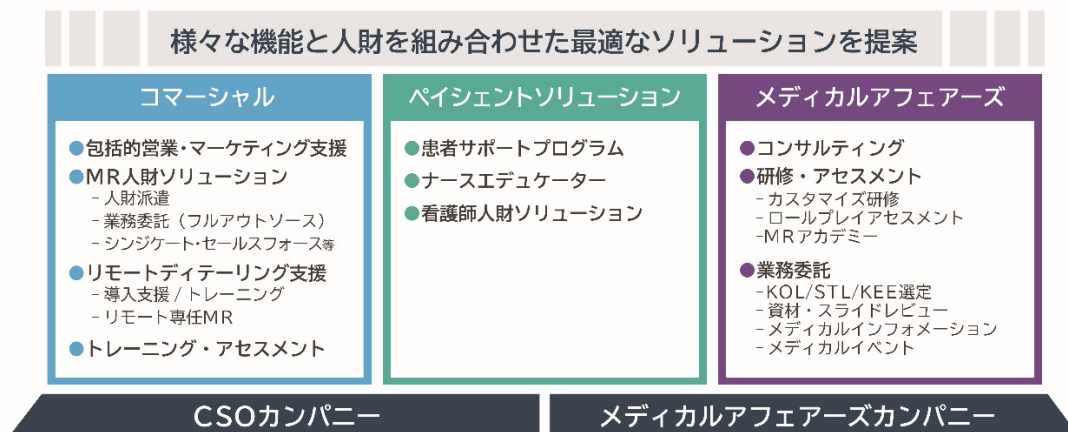 様々な機能と人財を組み合わせた最適なソリューションを提案
コマーシャル
●包括的営業・マーケティング支援
●MR人財ソリューション
- 人財派遣
- 業務委託（フルアウトソース）
- シンジケート・セールスフォース等
●リモートディテーリング支援
- 導入支援 / トレーニング
- リモート専任MR
●トレーニング・アセスメント
ペイシェントソリューション
●患者サポートプログラム
●ナースエデュケーター
●看護師人財ソリューション
メディカルアフェアーズ
●コンサルティング
●研修・アセスメント
- カスタマイズ研修
- ロールプレイアセスメント
-MRアカデミー
●業務委託
-KOL/STL/KEE選定
- 資材・スライドレビュー
- メディカルインフォメーション
- メディカルイベント
CSOカンパニー
メディカルアフェアーズカンパニー